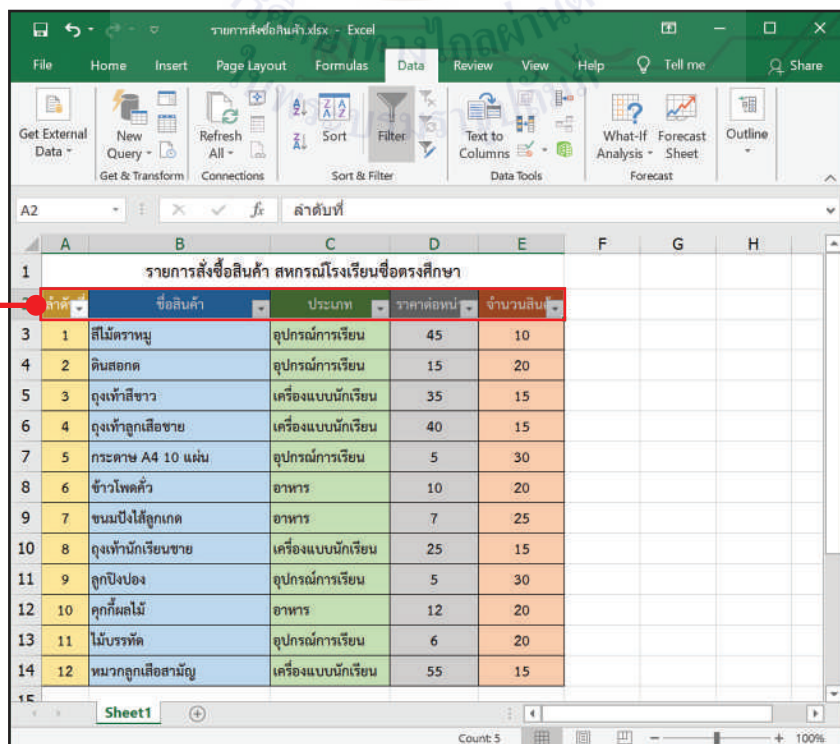 รายการสั่งซื้อสินค้า.xlsx - Excel
File Home Insert Page Layout Formulas Data Review View Help Tell me Share
Get External Data
New Query
Refresh All
Sort
Filter
Text to Columns
What-If Analysis
Forecast Sheet
Outline
Get & Transform Connections Sort & Filter Data Tools Forecast
A2 fx ลำดับที่
A B C D E F G H
1 รายการสั่งซื้อสินค้า สหกรณ์โรงเรียนซื่อตรงศึกษา
ชื่อสินค้า ประเภท ราคาต่อหน่ จำนวนสินค้
3 1 สีไม้ตราหมู อุปกรณ์การเรียน 45 10
4 2 ดินสอกด อุปกรณ์การเรียน 15 20
5 3 ถุงเท้าสีขาว เครื่องแบบนักเรียน 35 15
6 4 ถุงเท้าลูกเสือชาย เครื่องแบบนักเรียน 40 15
7 5 กระดาษ A4 10 แผ่น อุปกรณ์การเรียน 5 30
8 6 ข้าวโพดคั่ว อาหาร 10 20
9 7 ขนมปังไส้ลูกเกด อาหาร 7 25
10 8 ถุงเท้านักเรียนชาย เครื่องแบบนักเรียน 25 15
11 9 ลูกปิงปอง อุปกรณ์การเรียน 5 30
12 10 คุกกี้ผลไม้ อาหาร 12 20
13 11 ไม้บรรทัด อุปกรณ์การเรียน 6 20
14 12 หมวกลูกเสือสามัญ เครื่องแบบนักเรียน 55 15
15
Sheet1
Count: 5 100%